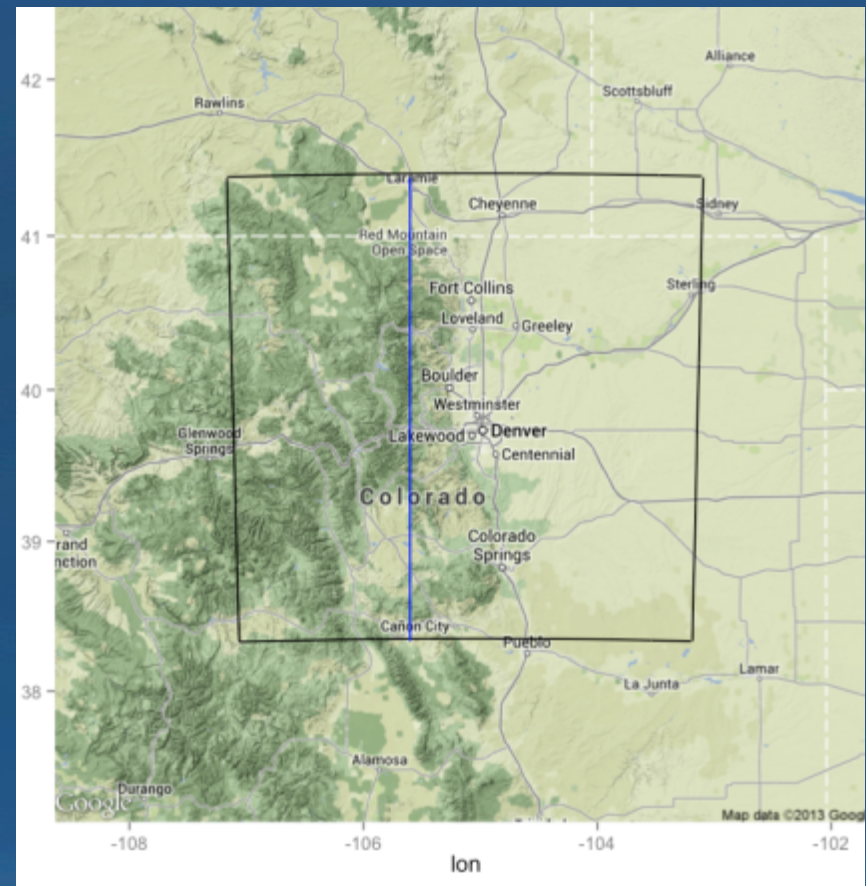 42
Alliance
Scottsbluff
Rawlins
Laramie
Cheyenne
Sidney
41
Red Mountain
Open Space
Fort Collins
Sterling
Loveland
Greeley
40
Boulder
Westminster
Glenwood
Springs
Lakewood
Denver
Centennial
Colorado
39
rand
nction
Colorado
Springs
Cañon City
Pueblo
38
Lamar
La Junta
Alamosa
Durango
Google
Map data ©2013 Goog
-108
-106
-104
-102
lon